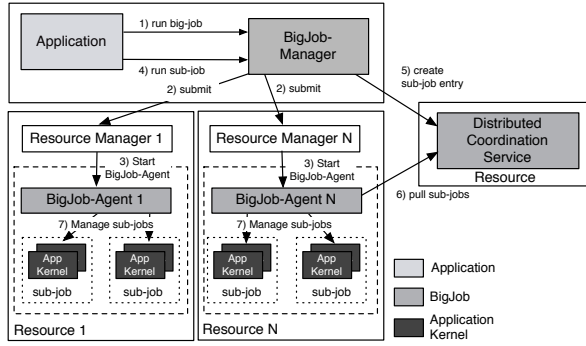 Application
1) run big-job
4) run sub-job
BigJob-
Manager
2) submit
2) submit
5) create
sub-job entry
Resource Manager 1
3) Start
BigJob-Agent
BigJob-Agent 1
7) Manage sub-jobs
App
Kernel
App
Kernel
sub-job
sub-job
Resource 1
Resource Manager N
3) Start
BigJob-Agent
BigJob-Agent N
7) Manage sub-jobs
App
Kernel
App
Kernel
sub-job
sub-job
Resource N
Distributed
Coordination
Service
Resource
6) pull sub-jobs
Application
BigJob
Application
Kernel